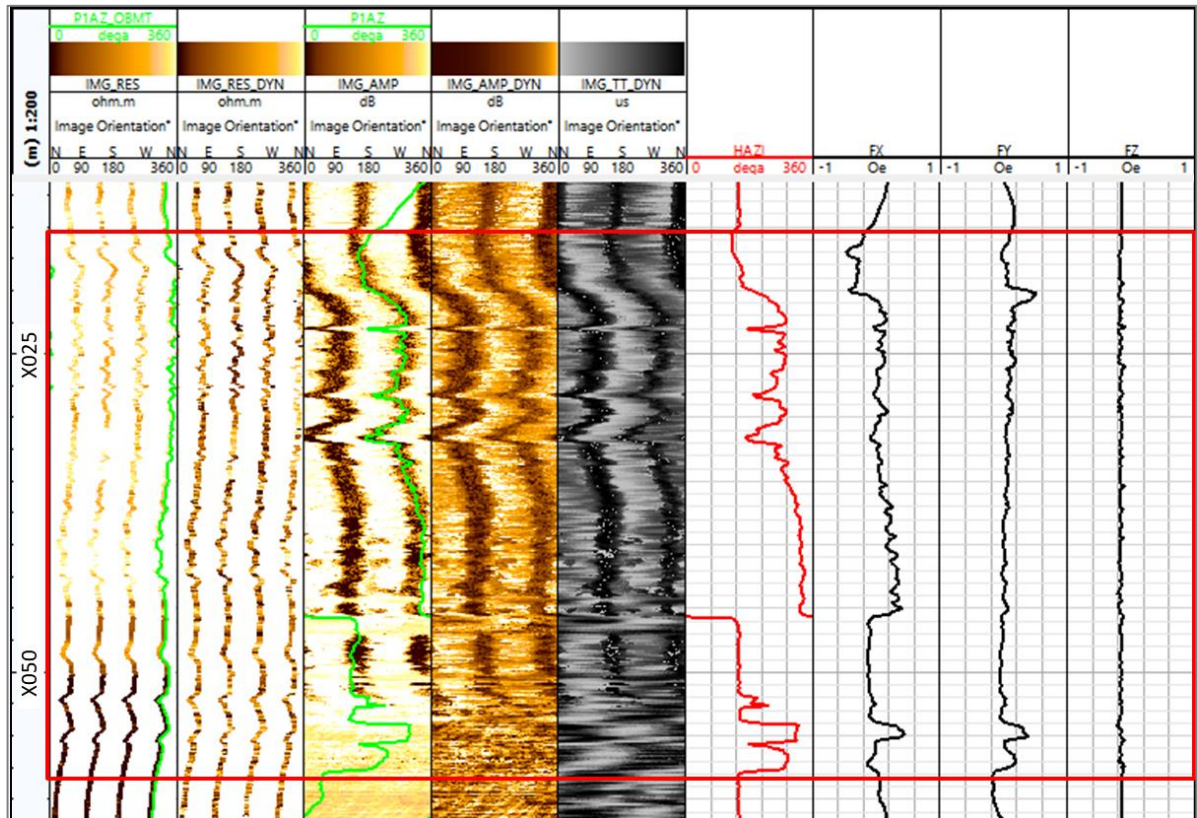 P1AZ_OBMT
0 dega 360
IMG_RES
ohm.m
Image Orientation*
N E S W N
0 90 180 360
IMG_RES_DYN
ohm.m
Image Orientation*
N E S W N
0 90 180 360
P1AZ
0 dega 360
IMG_AMP
dB
Image Orientation*
N E S W N
0 90 180 360
IMG_AMP_DYN
dB
Image Orientation*
N E S W N
0 90 180 360
IMG_TT_DYN
us
Image Orientation*
N E S W N
0 90 180 360
HAZI
0 dega 360
FX
-1 Oe 1
FY
-1 Oe 1
FZ
-1 Oe 1
(m) 1:200
X025
X050